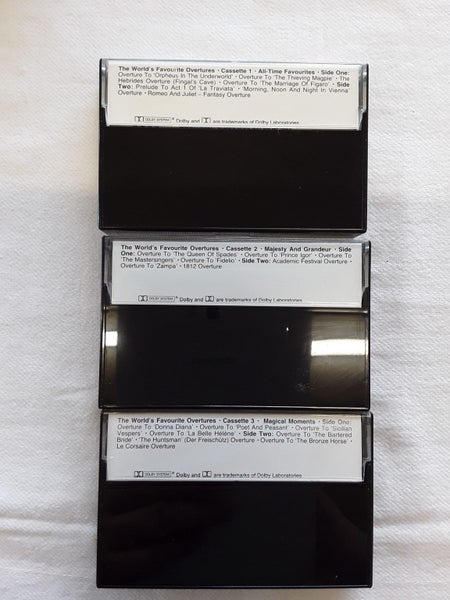 The World's Favourite Overtures · Cassette 1 · All-Time Favourites · Side One:
Overture To 'Orpheus In The Underworld' · Overture To 'The Thieving Magpie' · The
Hebrides Overture (Fingal's Cave) · Overture To 'The Marriage Of Figaro' · Side
Two: Prelude To Act 1 Of 'La Traviata' · 'Morning, Noon And Night In Vienna'
Overture · Romeo And Juliet – Fantasy Overture
DOLBY SYSTEM ® Dolby and are trademarks of Dolby Laboratories
The World's Favourite Overtures · Cassette 2 · Majesty And Grandeur · Side
One: Overture To 'The Queen Of Spades' · Overture To 'Prince Igor' · Overture To
'The Mastersingers' · Overture To 'Fidelio' · Side Two: Academic Festival Overture ·
Overture To 'Zampa' · 1812 Overture
DOLBY SYSTEM ® Dolby and are trademarks of Dolby Laboratories
The World's Favourite Overtures · Cassette 3 · Magical Moments · Side One:
Overture To 'Donna Diana' · Overture To 'Poet And Peasant' · Overture To 'Sicilian
Vespers' · Overture To 'La Belle Hélène' · Side Two: Overture To 'The Bartered
Bride' · 'The Huntsman' (Der Freischütz) Overture · Overture To 'The Bronze Horse' ·
Le Corsaire Overture
DOLBY SYSTEM ® Dolby and are trademarks of Dolby Laboratories